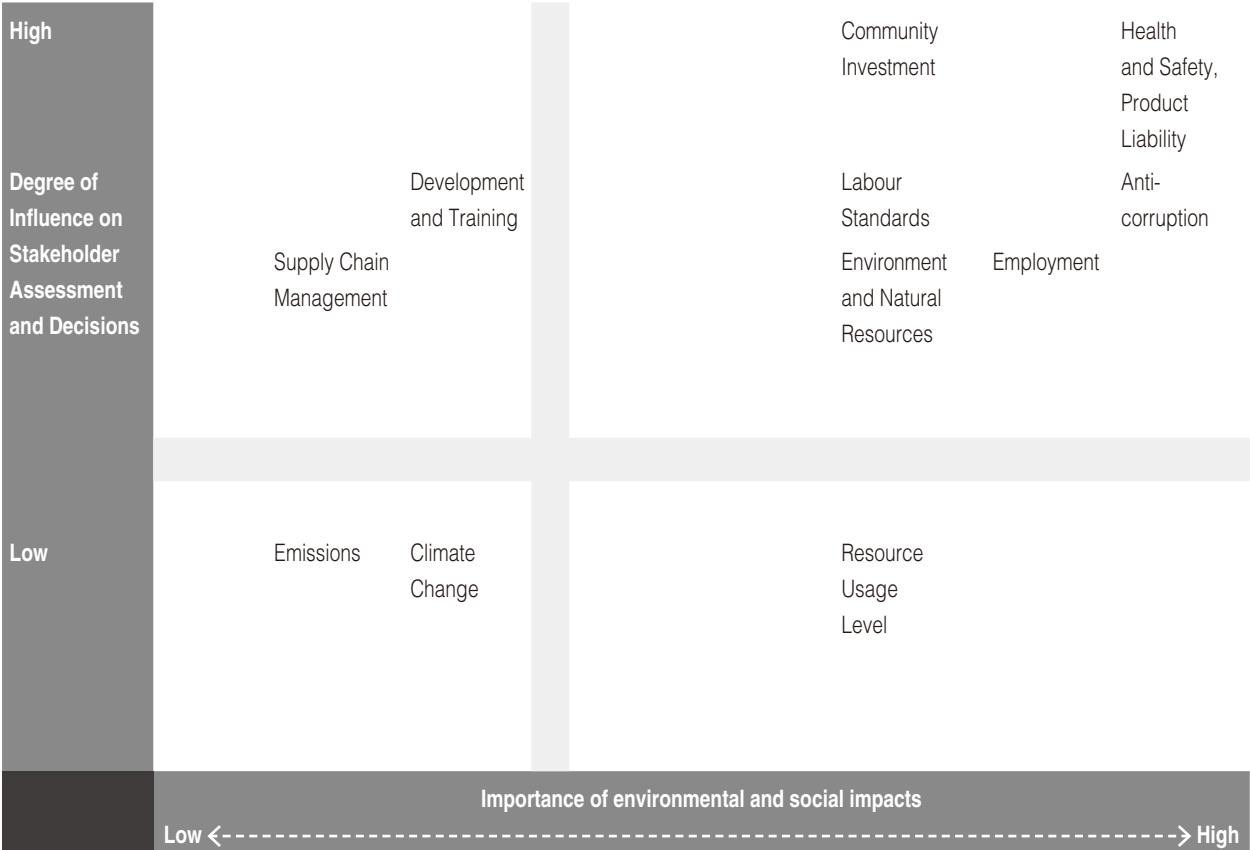 High
Community
Investment
Health
and Safety,
Product
Liability
Degree of
Influence on
Stakeholder
Assessment
and Decisions
Development
and Training
Labour
Standards
Anti-
corruption
Supply Chain
Management
Environment
and Natural
Resources
Employment
Low
Emissions
Climate
Change
Resource
Usage
Level
Importance of environmental and social impacts
Low
High